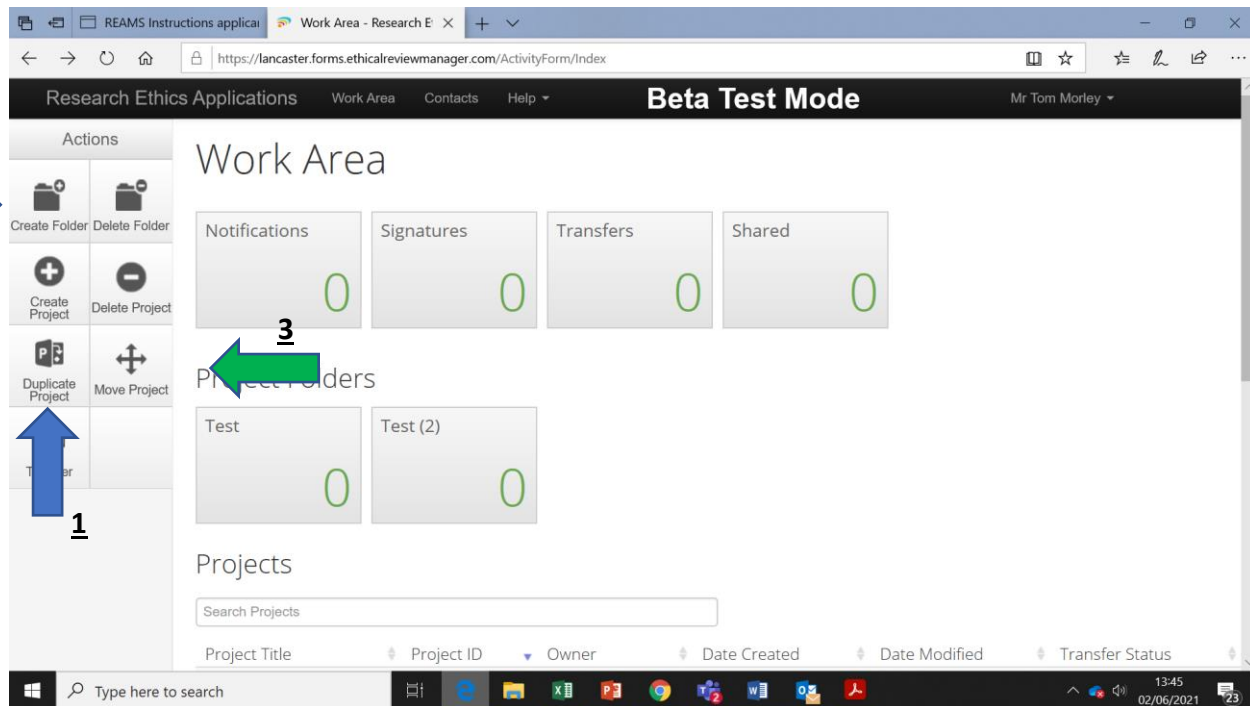 REAMS Instructions applicat
Work Area - Research Et
https://lancaster.forms.ethicalreviewmanager.com/ActivityForm/Index
Research Ethics Applications Work Area Contacts Help Beta Test Mode Mr Tom Morley
Actions
Work Area
Create Folder Delete Folder
Notifications Signatures Transfers Shared
0 0 0 0
Create Project
Delete Project
3
Duplicate Project
Move Project
Folders
Test Test (2)
0 0
1
Projects
Search Projects
Project Title Project ID Owner Date Created Date Modified Transfer Status
Type here to search
13:45
02/06/2021
23